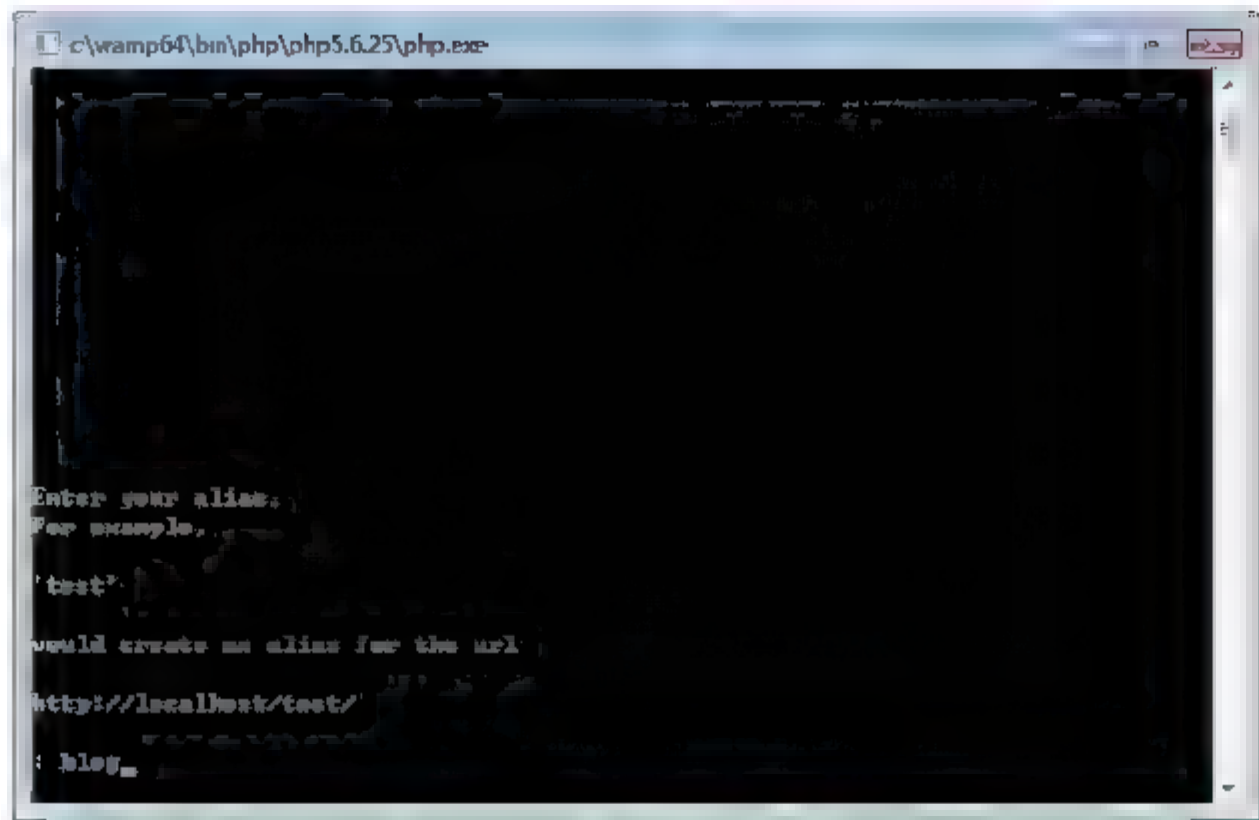 c:\wamp64\bin\php\php5.6.25\php.exe
Enter your alias.
For example,
'test'
would create an alias for the url
http://localhost/test/
: blog_